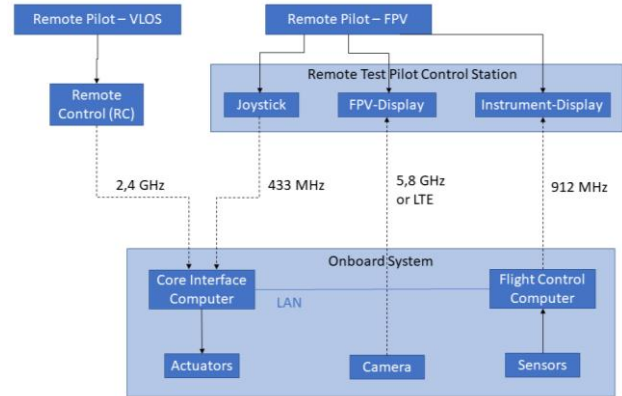 Remote Pilot – VLOS
Remote Pilot – FPV
Remote Test Pilot Control Station
Remote
Control (RC)
Joystick
FPV-Display
Instrument-Display
2,4 GHz
433 MHz
5,8 GHz
or LTE
912 MHz
Onboard System
Core Interface
Computer
LAN
Flight Control
Computer
Actuators
Camera
Sensors